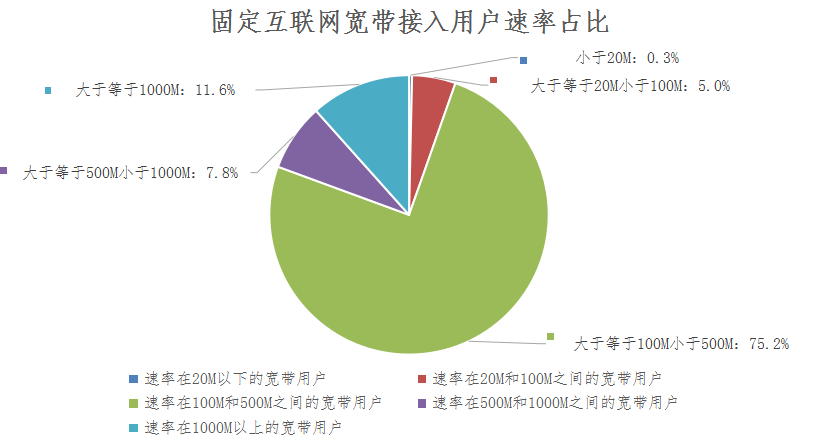 固定互联网宽带接入用户速率占比
小于20M：0.3%
大于等于20M小于100M：5.0%
大于等于1000M：11.6%
大于等于500M小于1000M：7.8%
大于等于100M小于500M：75.2%
速率在20M以下的宽带用户
速率在20M和100M之间的宽带用户
速率在100M和500M之间的宽带用户
速率在500M和1000M之间的宽带用户
速率在1000M以上的宽带用户